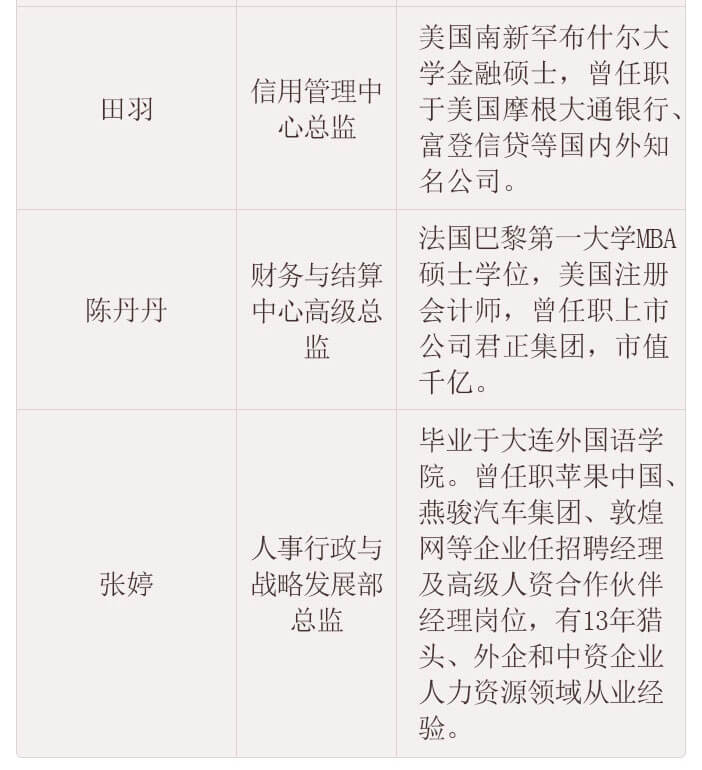 田羽
信用管理中
心总监
美国南新罕布什尔大
学金融硕士，曾任职
于美国摩根大通银行、
富登信贷等国内外知
名公司。
陈丹丹
财务与结算
中心高级总
监
法国巴黎第一大学MBA
硕士学位，美国注册
会计师，曾任职上市
公司君正集团，市值
千亿。
张婷
人事行政与
战略发展部
总监
毕业于大连外国语学
院。曾任职苹果中国、
燕骏汽车集团、敦煌
网等企业任招聘经理
及高级人资合作伙伴
经理岗位，有13年猎
头、外企和中资企业
人力资源领域从业经
验。